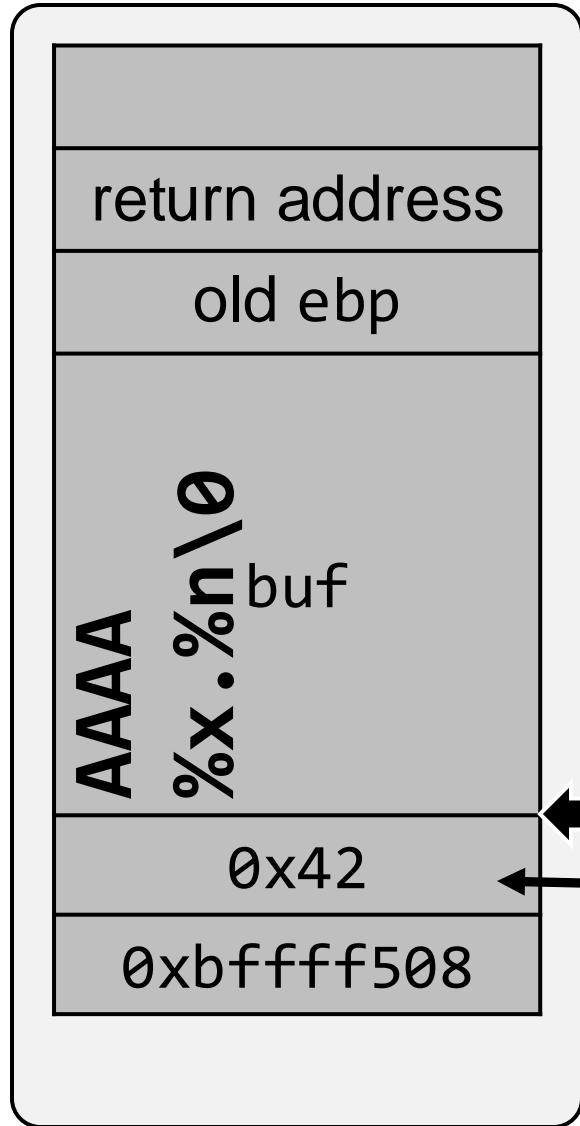 return address
old ebp
AAAA
%x.%n\0
buf
0x42
0xbffff508